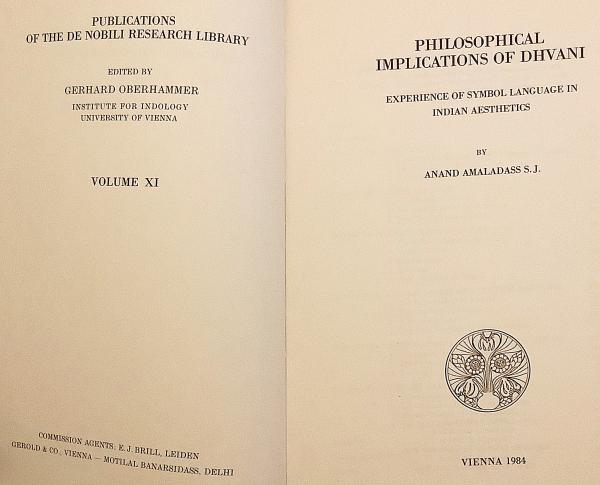 PUBLICATIONS
OF THE DE NOBILI RESEARCH LIBRARY
EDITED BY
GERHARD OBERHAMMER
INSTITUTE FOR INDOLOGY
UNIVERSITY OF VIENNA
VOLUME XI
COMMISSION AGENTS: E. J. BRILL, LEIDEN
GEROLD & CO., VIENNA — MOTILAL BANARSIDASS, DELHI
PHILOSOPHICAL
IMPLICATIONS OF DHVANI
EXPERIENCE OF SYMBOL LANGUAGE IN
INDIAN AESTHETICS
BY
ANAND AMALADASS S. J.
VIENNA 1984